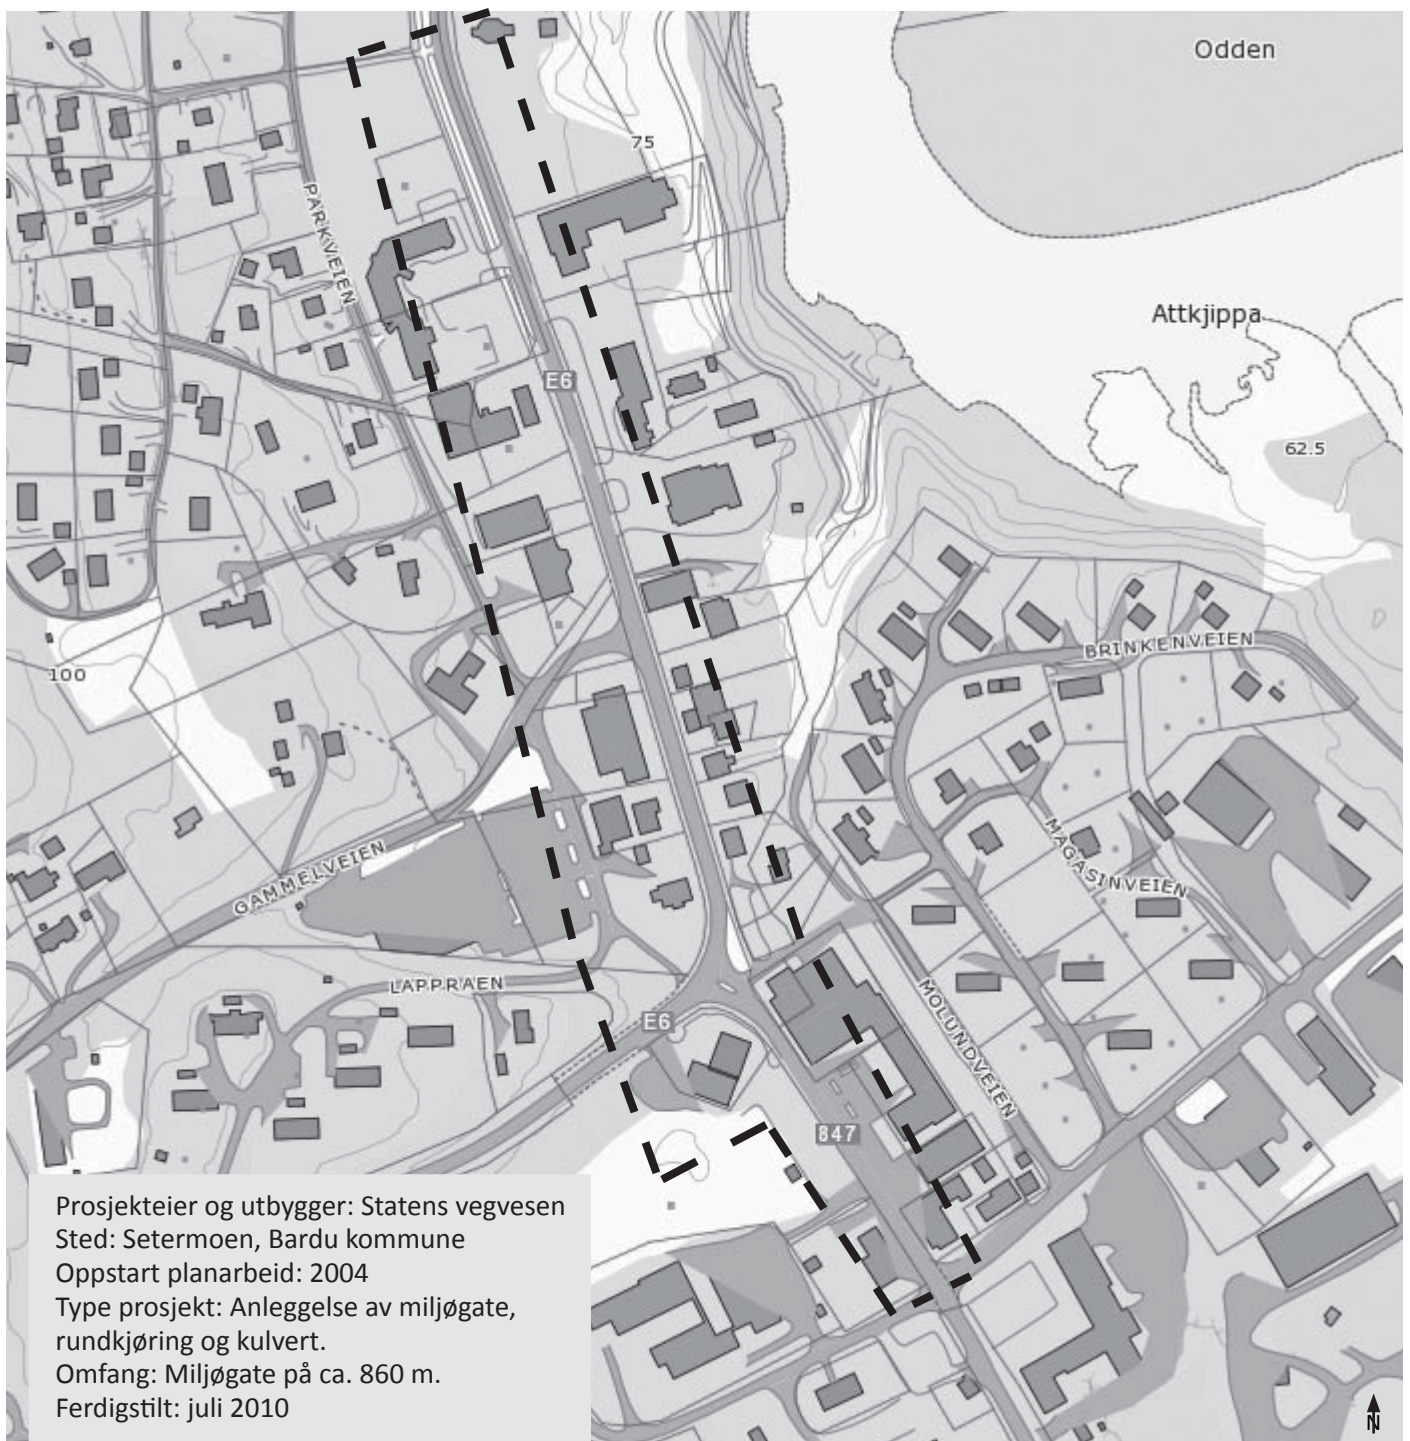 Odden
75
PARKVEIEN
Attkjippa
E6
62.5
BRINKENVEIEN
100
MAGASINVEIEN
GAMMELVEIEN
LAPPRAEN
MOLUNDVEIEN
E6
847
Prosjekteier og utbygger: Statens vegvesen
Sted: Setermoen, Bardu kommune
Oppstart planarbeid: 2004
Type prosjekt: Anleggelse av miljøgate,
rundkjøring og kulvert.
Omfang: Miljøgate på ca. 860 m.
Ferdigstilt: juli 2010
N